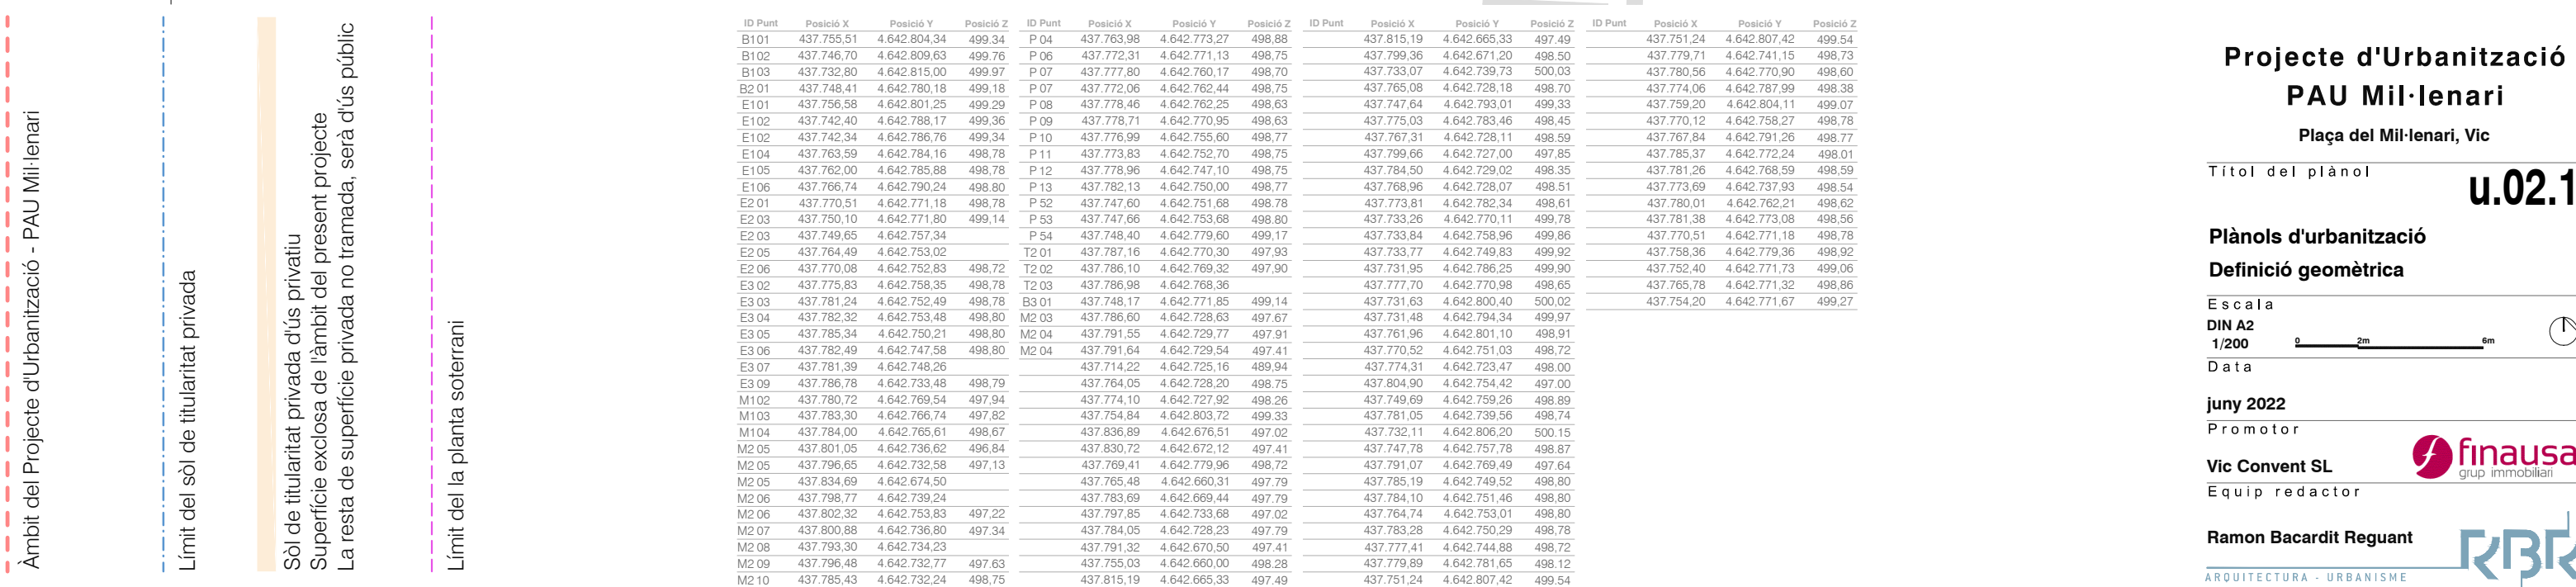 Àmbit del Projecte d'Urbanització - PAU Mil·lenari
Límit del sòl de titularitat privada
Sòl de titularitat privada d'ús privatiu
Superfície exclosa de l'àmbit del present projecte
La resta de superfície privada no tramada, serà d'ús públic
Límit del la planta soterrani
ID Punt Posició X Posició Y Posició Z ID Punt Posició X Posició Y Posició Z ID Punt Posició X Posició Y Posició Z ID Punt Posició X Posició Y Posició Z
B101 437.755,51 4.642.804,34 499.34 P 04 437.763,98 4.642.773,27 498,88 437.815,19 4.642.665,33 497.49 437.751,24 4.642.807,42 499.54
B102 437.746,70 4.642.809,63 499.76 P 06 437.772,31 4.642.771,13 498,75 437.799,36 4.642.671,20 498.50 437.779,71 4.642.741,15 498,73
B103 437.732,80 4.642.815,00 499.97 P 07 437.777,80 4.642.760,17 498,70 437.733,07 4.642.739,73 500,03 437.780,56 4.642.770,90 498,60
B2 01 437.748,41 4.642.780,18 499,18 P 07 437.772,06 4.642.762,44 498,75 437.765,08 4.642.728,18 498.70 437.774,06 4.642.787,99 498.38
E101 437.756,58 4.642.801,25 499.29 P 08 437.778,46 4.642.762,25 498,63 437.747,64 4.642.793,01 499,33 437.759,20 4.642.804,11 499.07
E102 437.742,40 4.642.788,17 499,36 P 09 437.778,71 4.642.770,95 498,63 437.775,03 4.642.783,46 498,45 437.770,12 4.642.758,27 498,78
E102 437.742,34 4.642.786,76 499,34 P 10 437.776,99 4.642.755,60 498,77 437.767,31 4.642.728,11 498.59 437.767,84 4.642.791,26 498.77
E104 437.763,59 4.642.784,16 498,78 P 11 437.773,83 4.642.752,70 498,75 437.799,66 4.642.727,00 497,85 437.785,37 4.642.772,24 498.01
E105 437.762,00 4.642.785,88 498,78 P 12 437.778,96 4.642.747,10 498,75 437.784,50 4.642.729,02 498.35 437.781,26 4.642.768,59 498,59
E106 437.766,74 4.642.790,24 498.80 P 13 437.782,13 4.642.750,00 498,77 437.768,96 4.642.728,07 498.51 437.773,69 4.642.737,93 498.54
E2 01 437.770,51 4.642.771,18 498,78 P 52 437.747,60 4.642.751,68 498.78 437.773,81 4.642.782,34 498,61 437.780,01 4.642.762,21 498,62
E2 03 437.750,10 4.642.771,80 499,14 P 53 437.747,66 4.642.753,68 498.80 437.733,26 4.642.770,11 499,78 437.781,38 4.642.773,08 498,56
E2 03 437.749,65 4.642.757,34 P 54 437.748,40 4.642.779,60 499,17 437.733,84 4.642.758,96 499,86 437.770,51 4.642.771,18 498,78
E2 05 437.764,49 4.642.753,02 T2 01 437.787,16 4.642.770,30 497,93 437.733,77 4.642.749,83 499,92 437.758,36 4.642.779,36 498,92
E2 06 437.770,08 4.642.752,83 498,72 T2 02 437.786,10 4.642.769,32 497,90 437.731,95 4.642.786,25 499,90 437.752,40 4.642.771,73 499,06
E3 02 437.775,83 4.642.758,35 498,78 T2 03 437.786,98 4.642.768,36 437.777,70 4.642.770,98 498,65 437.765,78 4.642.771,32 498,86
E3 03 437.781,24 4.642.752,49 498,78 B3 01 437.748,17 4.642.771,85 499,14 437.731,63 4.642.800,40 500,02 437.754,20 4.642.771,67 499,27
E3 04 437.782,32 4.642.753,48 498,80 M2 03 437.786,60 4.642.728,63 497.67 437.731,48 4.642.794,34 499,97
E3 05 437.785,34 4.642.750,21 498,80 M2 04 437.791,55 4.642.729,77 497.91 437.761,96 4.642.801,10 498,91
E3 06 437.782,49 4.642.747,58 498,80 M2 04 437.791,64 4.642.729,54 497.41 437.770,52 4.642.751,03 498,72
E3 07 437.781,39 4.642.748,26 437.714,22 4.642.725,16 489,94 437.774,31 4.642.723,47 498.00
E3 09 437.786,78 4.642.733,48 498,79 437.764,05 4.642.728,20 498.75 437.804,90 4.642.754,42 497.00
M102 437.780,72 4.642.769,54 497,94 437.774,10 4.642.727,92 498.26 437.749,69 4.642.759,26 498.89
M103 437.783,30 4.642.766,74 497,82 437.754,84 4.642.803,72 499.33 437.781,05 4.642.739,56 498,74
M104 437.784,00 4.642.765,61 498,67 437.836,89 4.642.676,51 497.02 437.732,11 4.642.806,20 500.15
M2 05 437.801,05 4.642.736,62 496,84 437.830,72 4.642.672,12 497.41 437.747,78 4.642.757,78 498.87
M2 05 437.796,65 4.642.732,58 497,13 437.769,41 4.642.779,96 498,72 437.791,07 4.642.769,49 497.64
M2 05 437.834,69 4.642.674,50 437.765,48 4.642.660,31 497.79 437.785,19 4.642.749,52 498,80
M2 06 437.798,77 4.642.739,24 437.783,69 4.642.669,44 497.79 437.784,10 4.642.751,46 498,80
M2 06 437.802,32 4.642.753,83 497,22 437.797,85 4.642.733,68 497.02 437.764,74 4.642.753,01 498,80
M2 07 437.800,88 4.642.736,80 497.34 437.784,05 4.642.728,23 497.79 437.783,28 4.642.750,29 498,78
M2 08 437.793,30 4.642.734,23 437.791,32 4.642.670,50 497.41 437.777,41 4.642.744,88 498,72
M2 09 437.796,48 4.642.732,77 497.63 437.755,03 4.642.660,00 498.28 437.779,89 4.642.781,65 498.12
M2 10 437.785,43 4.642.732,24 498,75 437.815,19 4.642.665,33 497.49 437.751,24 4.642.807,42 499.54
Projecte d'Urbanització
PAU Mil·lenari
Plaça del Mil·lenari, Vic
Títol del plànol
u.02.1
Plànols d'urbanització
Definició geomètrica
Escala
DIN A2
1/200
0 2m 6m
Data
juny 2022
Promotor
Vic Convent SL
finausa
grup immobiliari
Equip redactor
Ramon Bacardit Reguant
RBR
ARQUITECTURA - URBANISME